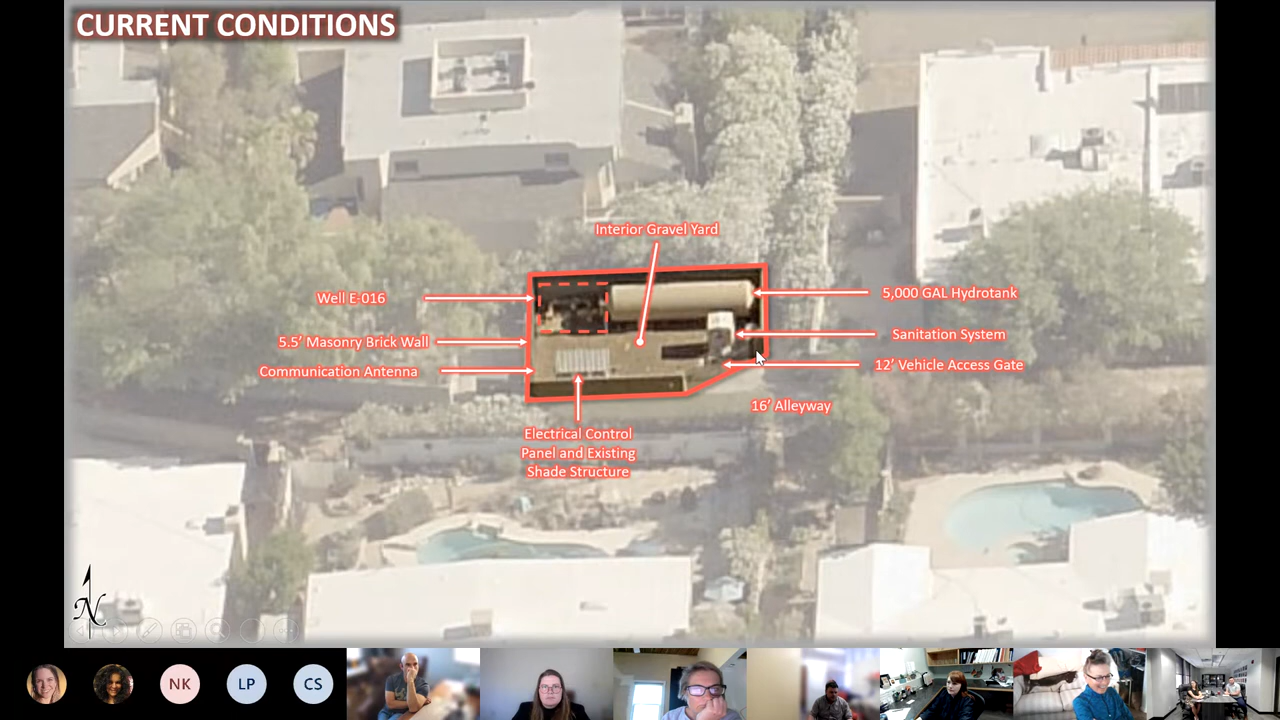 CURRENT CONDITIONS
Interior Gravel Yard
Well E-016
5,000 GAL Hydrotank
Sanitation System
5.5’ Masonry Brick Wall
12’ Vehicle Access Gate
Communication Antenna
16’ Alleyway
Electrical Control
Panel and Existing
Shade Structure
N
NK
LP
CS